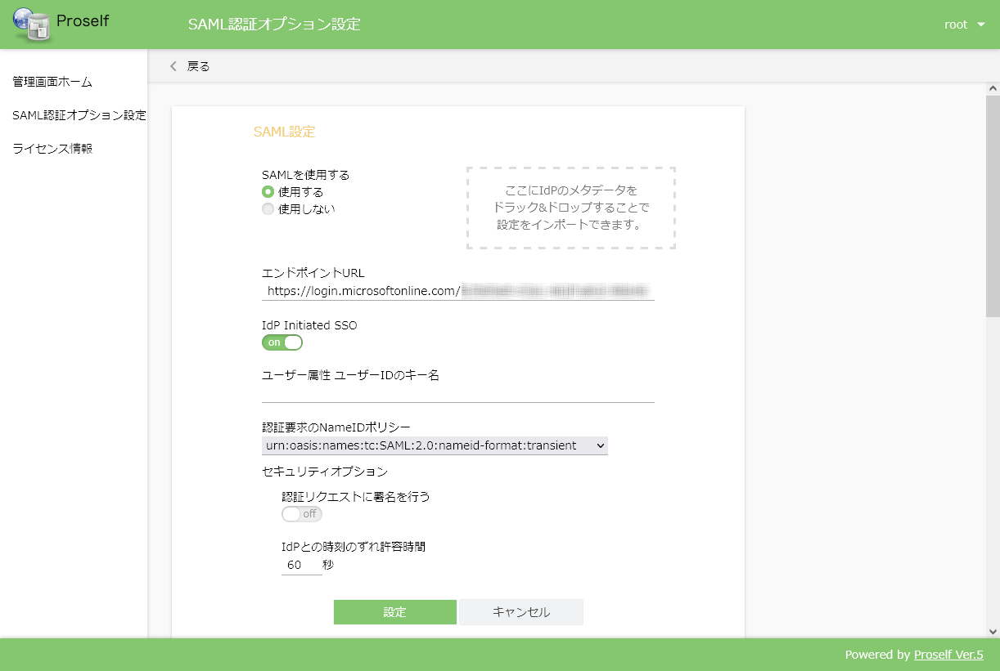 Proself
SAML認証オプション設定
root
管理画面ホーム
SAML認証オプション設定
ライセンス情報
戻る
SAML設定
SAMLを使用する
使用する
使用しない
ここにIdPのメタデータを
ドラック&ドロップすることで
設定をインポートできます。
エンドポイントURL
https://login.microsoftonline.com/
IdP Initiated SSO
on
ユーザー属性 ユーザーIDのキー名
認証要求のNameIDポリシー
urn:oasis:names:tc:SAML:2.0:nameid-format:transient
セキュリティオプション
認証リクエストに署名を行う
off
IdPとの時刻のずれ許容時間
60 秒
設定
キャンセル
Powered by Proself Ver.5